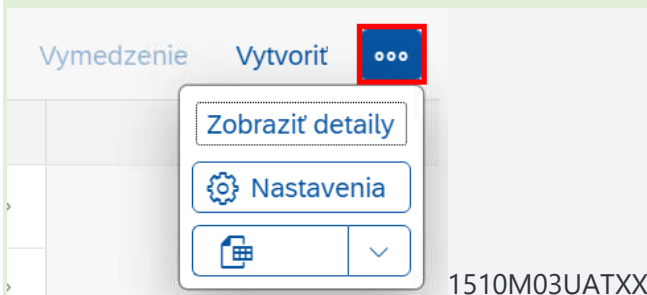 Vymedzenie Vytvoriť
Zobraziť detaily
Nastavenia
1510M03UATXX